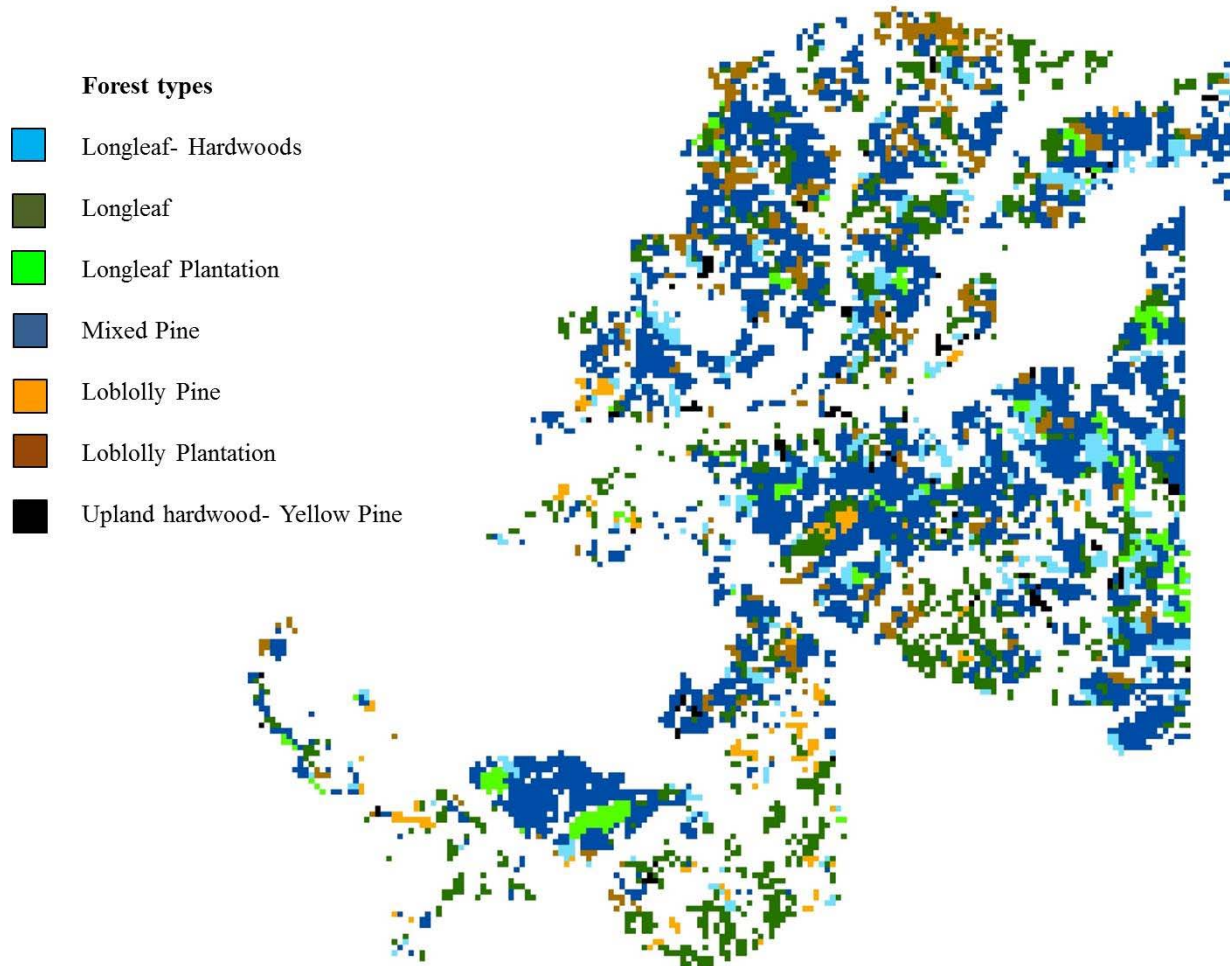 Forest types
Longleaf- Hardwoods
Longleaf
Longleaf Plantation
Mixed Pine
Loblolly Pine
Loblolly Plantation
Upland hardwood- Yellow Pine